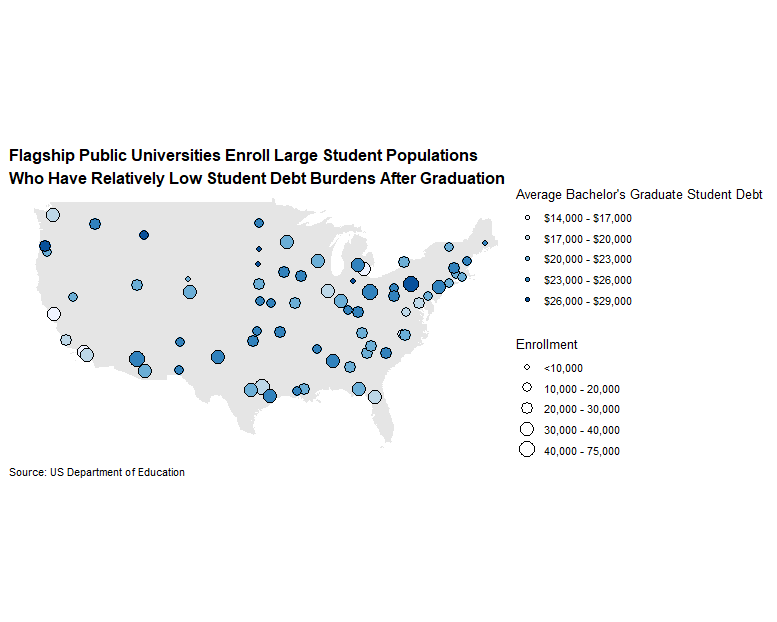 Flagship Public Universities Enroll Large Student Populations
Who Have Relatively Low Student Debt Burdens After Graduation
Average Bachelor's Graduate Student Debt
$14,000 - $17,000
$17,000 - $20,000
$20,000 - $23,000
$23,000 - $26,000
$26,000 - $29,000
Enrollment
<10,000
10,000 - 20,000
20,000 - 30,000
30,000 - 40,000
40,000 - 75,000
Source: US Department of Education